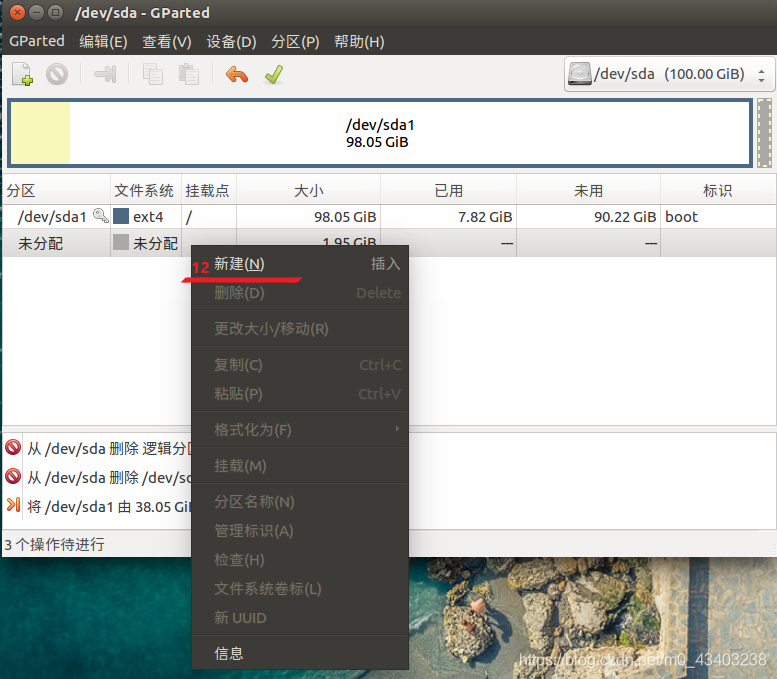 /dev/sda - GParted
GParted 编辑(E) 查看(V) 设备(D) 分区(P) 帮助(H)
/dev/sda (100.00 GiB)
/dev/sda1
98.05 GiB
分区 文件系统 挂载点 大小 已用 未用 标识
/dev/sda1 ext4 / 98.05 GiB 7.82 GiB 90.22 GiB boot
未分配 未分配 1.95 GiB --- ---
12 新建(N) 插入
删除(D) Delete
更改大小/移动(R)
复制(C) Ctrl+C
粘贴(P) Ctrl+V
格式化为(F)
挂载(M)
分区名称(N)
管理标识(A)
检查(H)
文件系统卷标(L)
新 UUID
信息
从 /dev/sda 删除 逻辑分区
从 /dev/sda 删除
将 /dev/sda1 由 38.05 GiB
3 个操作待进行
https://blog.csdn.net/m0_43403238